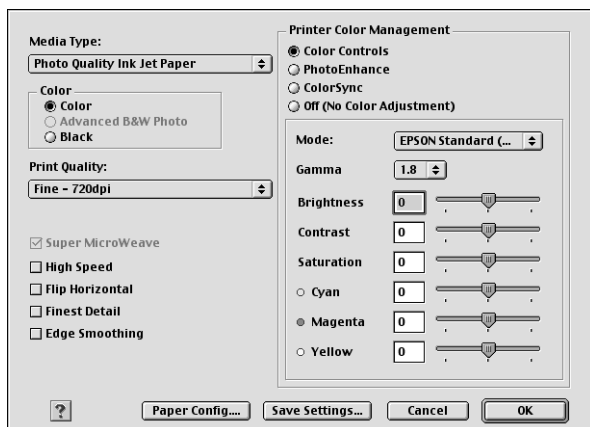 Media Type:
Photo Quality Ink Jet Paper
Color
Color
Advanced B&W Photo
Black
Print Quality:
Fine - 720dpi
Super MicroWeave
High Speed
Flip Horizontal
Finest Detail
Edge Smoothing
Printer Color Management
Color Controls
PhotoEnhance
ColorSync
Off (No Color Adjustment)
Mode: EPSON Standard (...
Gamma 1.8
Brightness 0
Contrast 0
Saturation 0
Cyan 0
Magenta 0
Yellow 0
? Paper Config.... Save Settings... Cancel OK